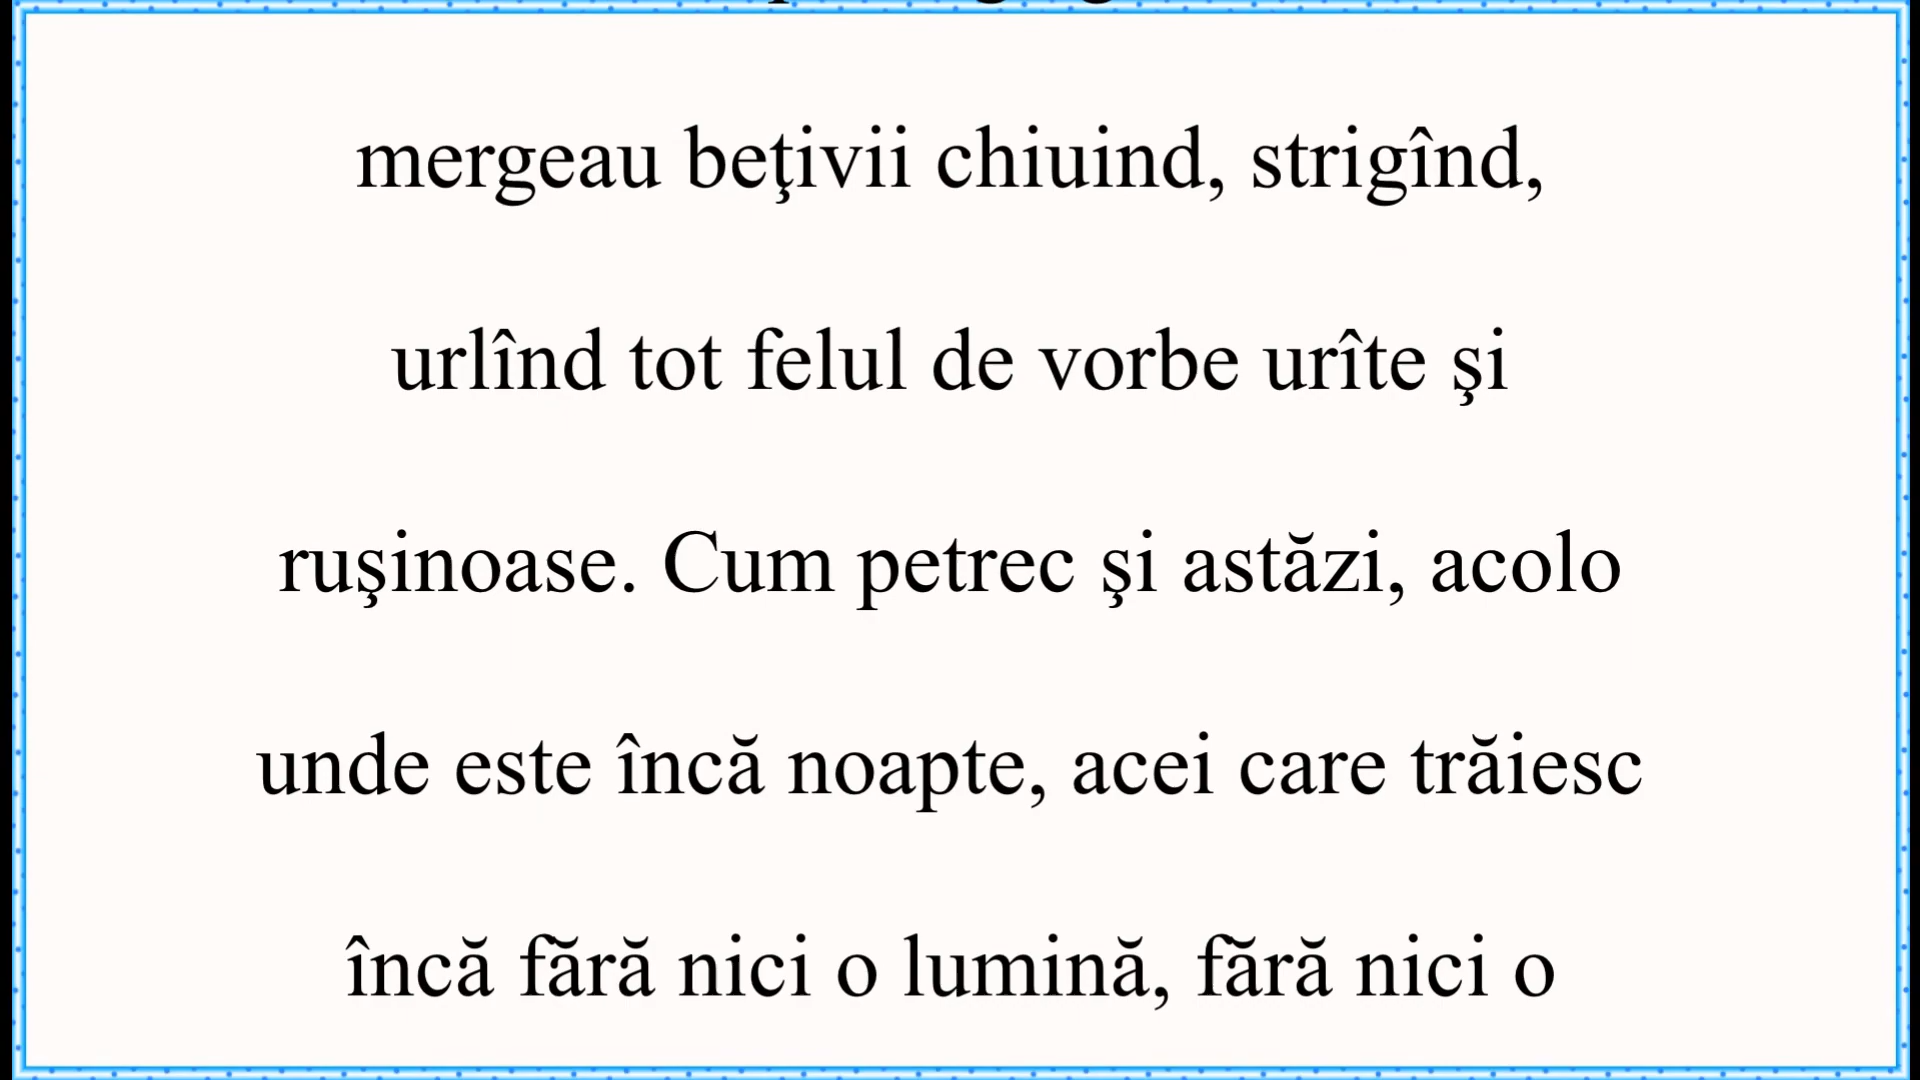 mergeau beţivii chiuind, strigînd,
urlînd tot felul de vorbe urîte şi
ruşinoase. Cum petrec şi astăzi, acolo
unde este încă noapte, acei care trăiesc
încă fără nici o lumină, fără nici o